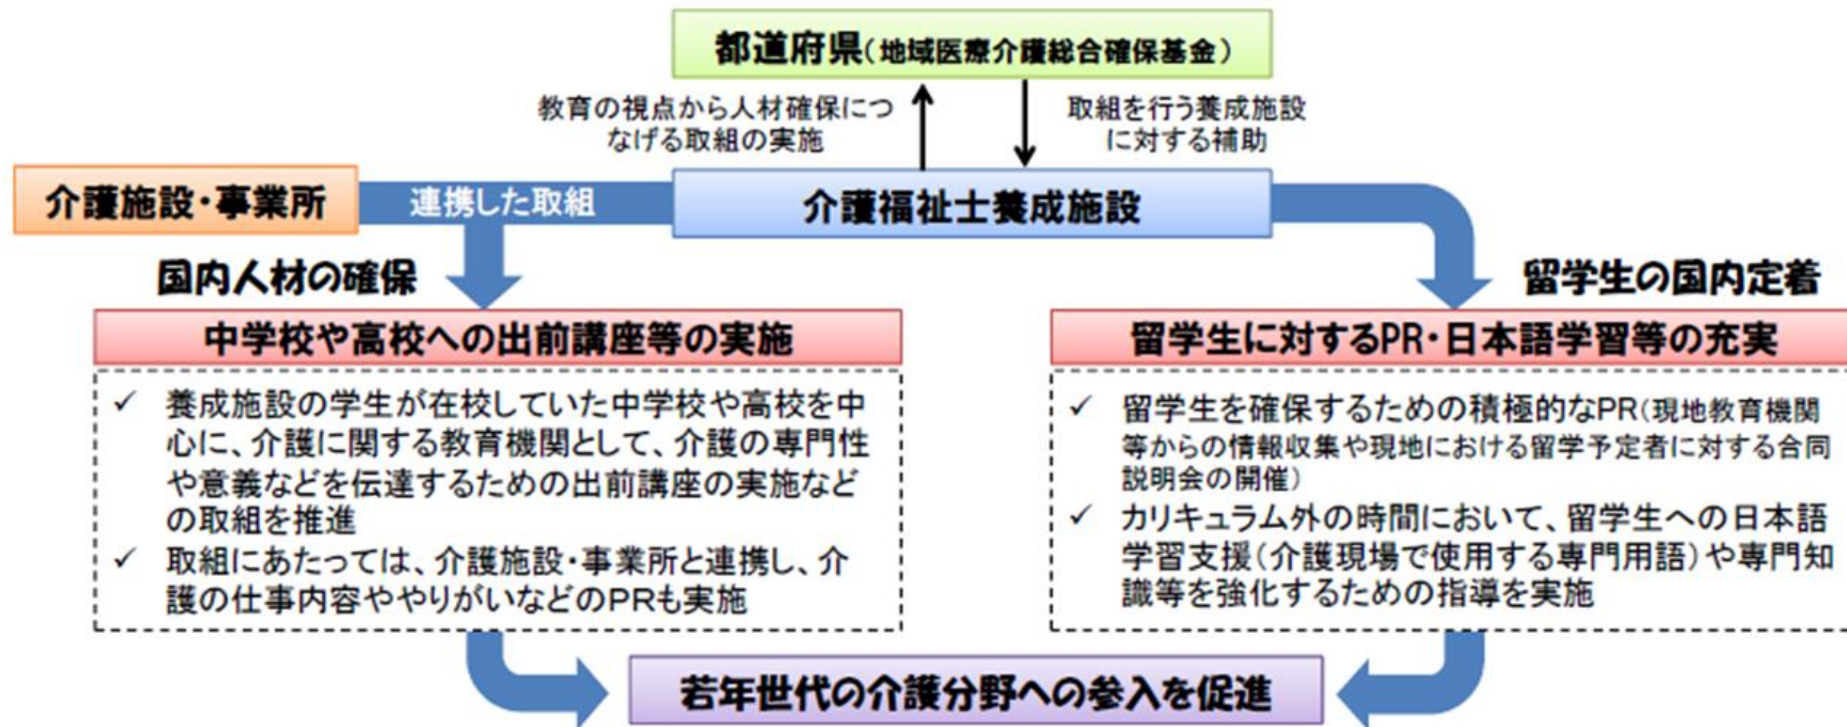 都道府県(地域医療介護総合確保基金)
教育の視点から人材確保につ
なげる取組の実施
取組を行う養成施設
に対する補助
介護施設・事業所
連携した取組
介護福祉士養成施設
国内人材の確保
留学生の国内定着
中学校や高校への出前講座等の実施
✓ 養成施設の学生が在校していた中学校や高校を中
心に、介護に関する教育機関として、介護の専門性
や意義などを伝達するための出前講座の実施など
の取組を推進
✓ 取組にあたっては、介護施設・事業所と連携し、介
護の仕事内容ややりがいなどのPRも実施
留学生に対するPR・日本語学習等の充実
✓ 留学生を確保するための積極的なPR(現地教育機関
等からの情報収集や現地における留学予定者に対する合同
説明会の開催)
✓ カリキュラム外の時間において、留学生への日本語
学習支援(介護現場で使用する専門用語)や専門知
識等を強化するための指導を実施
若年世代の介護分野への参入を促進